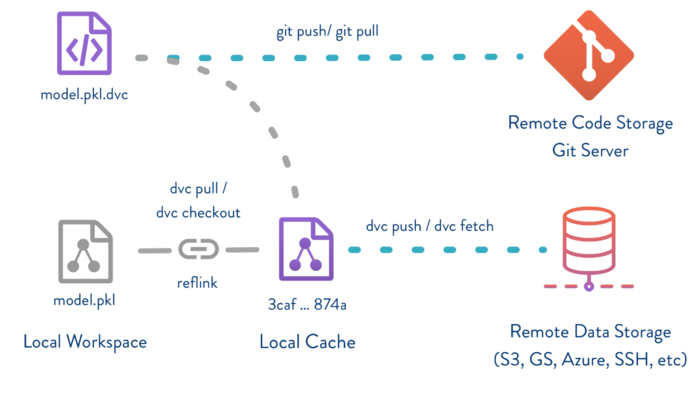 git push/ git pull
model.pkl.dvc
Remote Code Storage
Git Server
dvc pull /
dvc checkout
dvc push / dvc fetch
reflink
model.pkl
3caf ... 874a
Local Workspace
Local Cache
Remote Data Storage
(S3, GS, Azure, SSH, etc)